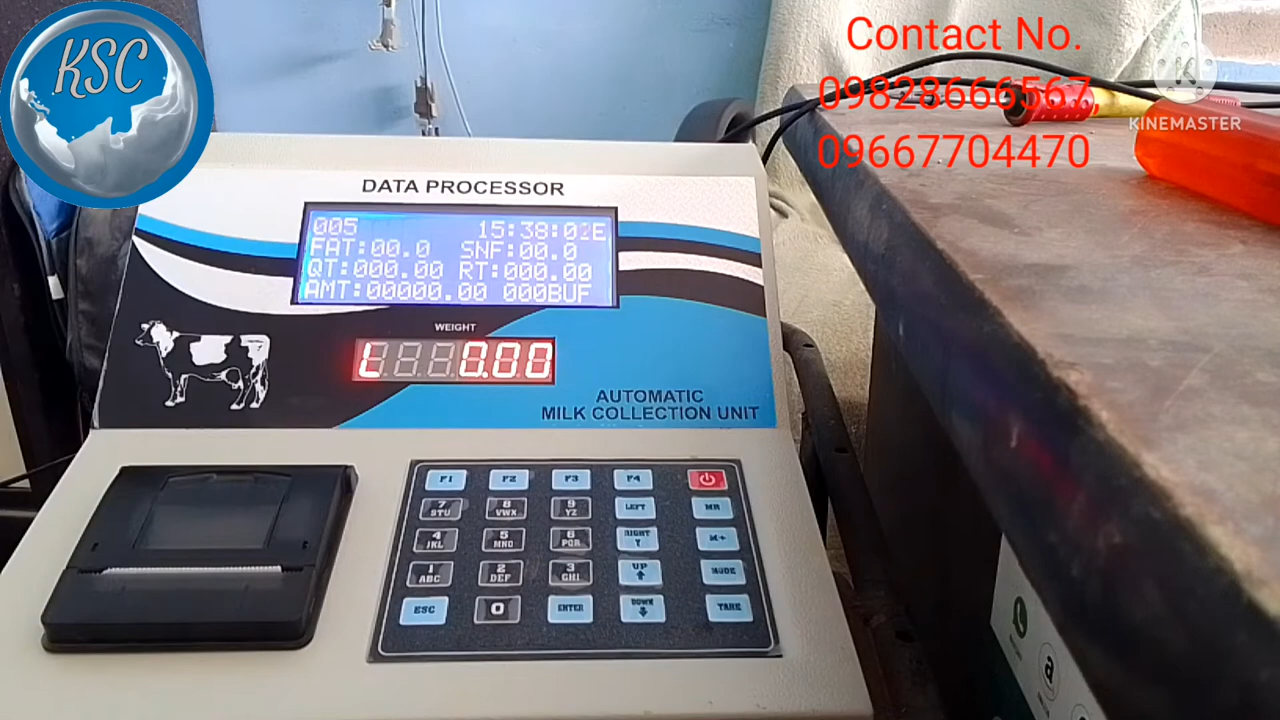 KSC
Contact No.
09828666567,
09667704470
KINEMASTER
DATA PROCESSOR
005 15:38:02E
FAT:00.0 SNF:00.0
QT:000.00 RT:000.00
AMT:00000.00 000BUF
WEIGHT
t 0.00
AUTOMATIC
MILK COLLECTION UNIT
F1 F2 F3 F4
7 STU 8 VWX 9 YZ LEFT MR
4 JKL 5 MNO 6 PQR RIGHT M+
1 ABC 2 DEF 3 GHI UP MODE
ESC 0 ENTER DOWN TARE
a